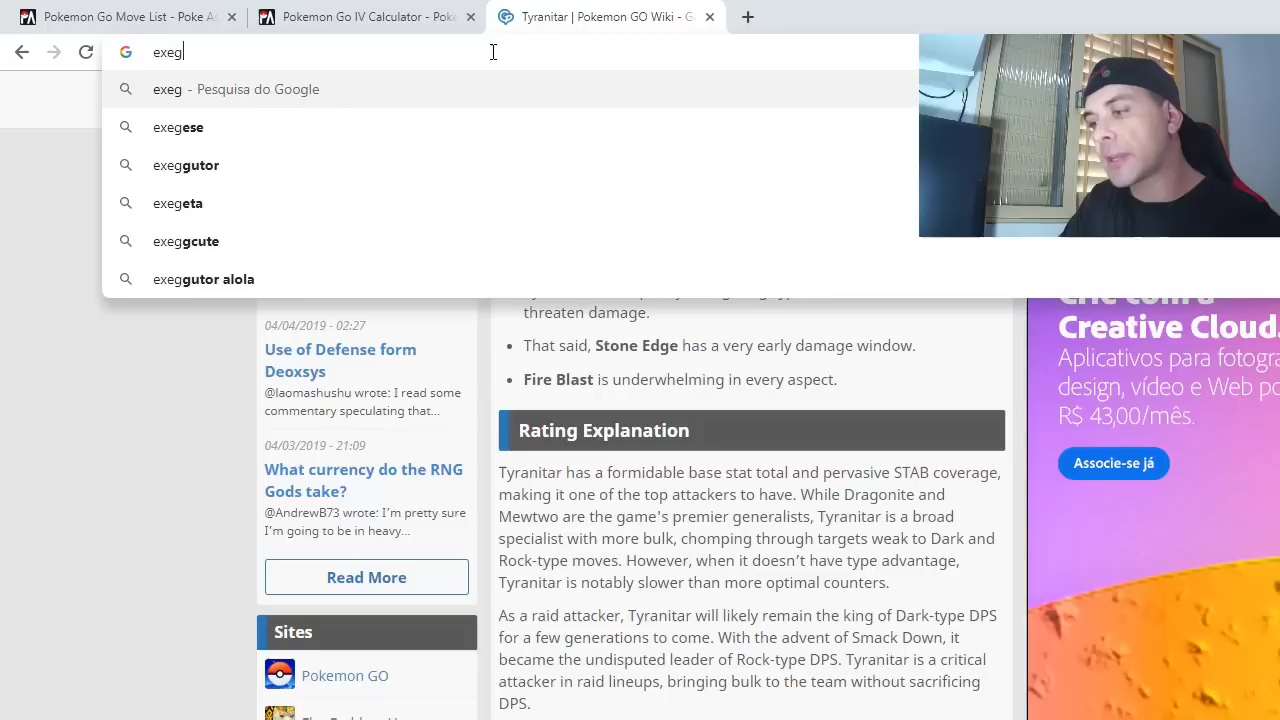 Pokemon Go Move List - Poke As
Pokemon Go IV Calculator - Poke
Tyranitar | Pokemon GO Wiki - G
exeg
exeg - Pesquisa do Google
exegese
exeggutor
exegeta
exeggcute
exeggutor alola
threaten damage.
That said, Stone Edge has a very early damage window.
Fire Blast is underwhelming in every aspect.
04/04/2019 - 02:27
Use of Defense form
Deoxsys
@laomashushu wrote: I read some
commentary speculating that...
04/03/2019 - 21:09
What currency do the RNG
Gods take?
@AndrewB73 wrote: I'm pretty sure
I'm going to be in heavy...
Read More
Sites
Pokemon GO
Rating Explanation
Tyranitar has a formidable base stat total and pervasive STAB coverage,
making it one of the top attackers to have. While Dragonite and
Mewtwo are the game's premier generalists, Tyranitar is a broad
specialist with more bulk, chomping through targets weak to Dark and
Rock-type moves. However, when it doesn't have type advantage,
Tyranitar is notably slower than more optimal counters.
As a raid attacker, Tyranitar will likely remain the king of Dark-type DPS
for a few generations to come. With the advent of Smack Down, it
became the undisputed leader of Rock-type DPS. Tyranitar is a critical
attacker in raid lineups, bringing bulk to the team without sacrificing
DPS.
Creative Cloud.
Aplicativos para fotogra
design, vídeo e Web po
R$ 43,00/mês.
Associe-se já